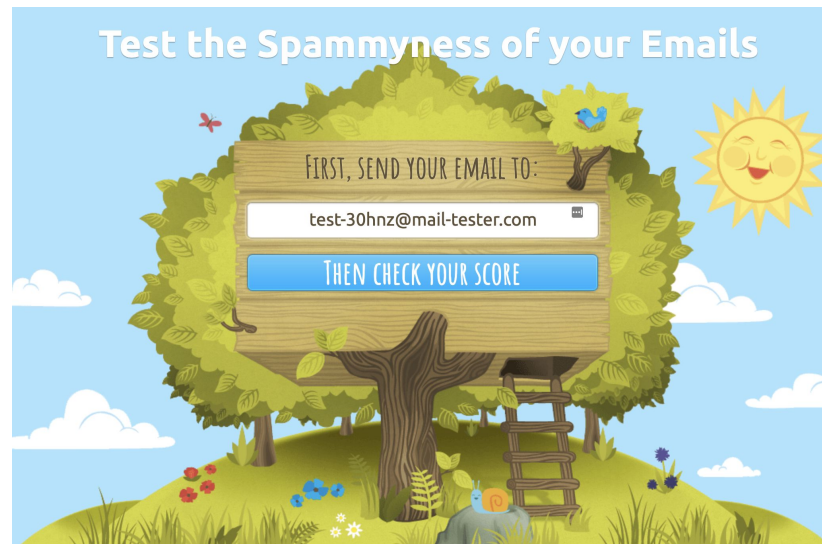 Test the Spammyness of your Emails
First, send your email to:
test-30hnz@mail-tester.com
Then check your score